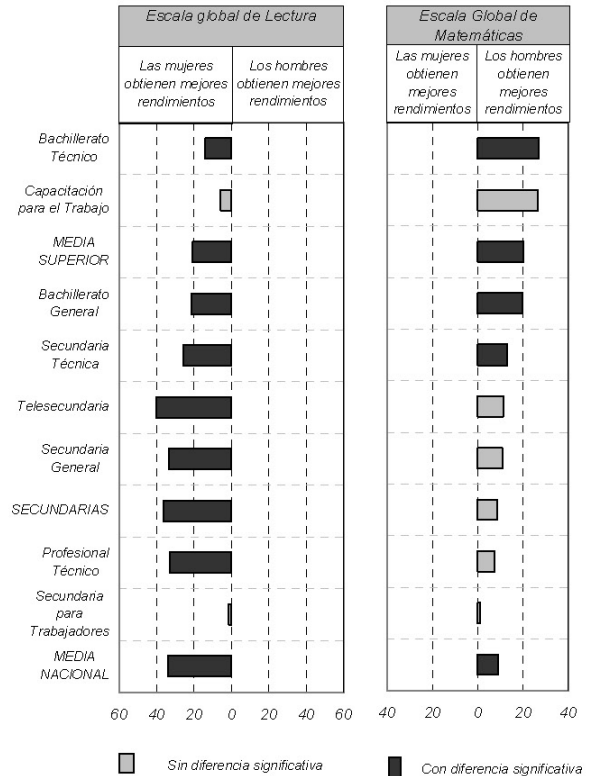 Escala global de Lectura
Las mujeres
obtienen mejores
rendimientos
Los hombres
obtienen mejores
rendimientos
Escala Global de
Matemáticas
Las mujeres
obtienen
mejores
rendimientos
Los hombres
obtienen
mejores
rendimientos
Bachillerato
Técnico
Capacitación
para el Trabajo
MEDIA
SUPERIOR
Bachillerato
General
Secundaria
Técnica
Telesecundaria
Secundaria
General
SECUNDARIAS
Profesional
Técnico
Secundaria
para
Trabajadores
MEDIA
NACIONAL
60 40 20 0 20 40 60
40 20 0 20 40
Sin diferencia significativa
Con diferencia significativa